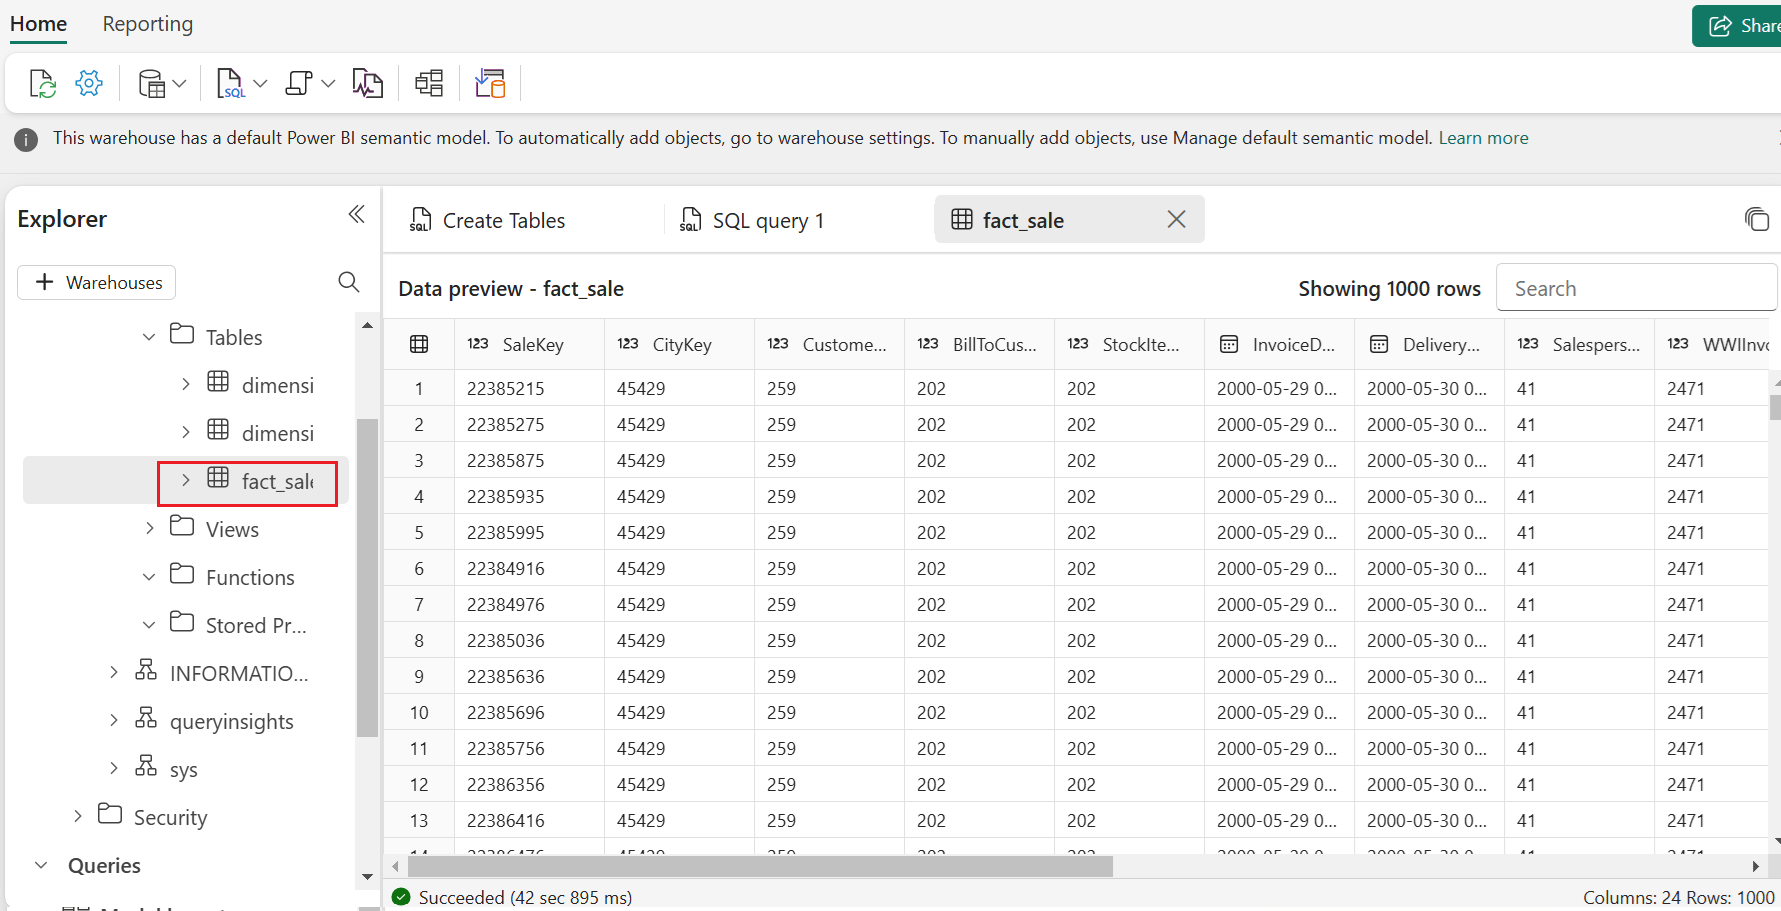 Home Reporting
Share
SQL
This warehouse has a default Power BI semantic model. To automatically add objects, go to warehouse settings. To manually add objects, use Manage default semantic model. Learn more
Explorer
Warehouses
Tables
dimensi
dimensi
fact_sale
Views
Functions
Stored Pr...
INFORMATIO...
queryinsights
sys
Security
Queries
SQL Create Tables SQL SQL query 1 fact_sale
Data preview - fact_sale Showing 1000 rows Search
123 SaleKey 123 CityKey 123 Custome... 123 BillToCus... 123 StockIte... InvoiceD... Delivery... 123 Salespers... 123 WWIInvo
1 22385215 45429 259 202 202 2000-05-29 0... 2000-05-30 0... 41 2471
2 22385275 45429 259 202 202 2000-05-29 0... 2000-05-30 0... 41 2471
3 22385875 45429 259 202 202 2000-05-29 0... 2000-05-30 0... 41 2471
4 22385935 45429 259 202 202 2000-05-29 0... 2000-05-30 0... 41 2471
5 22385995 45429 259 202 202 2000-05-29 0... 2000-05-30 0... 41 2471
6 22384916 45429 259 202 202 2000-05-29 0... 2000-05-30 0... 41 2471
7 22384976 45429 259 202 202 2000-05-29 0... 2000-05-30 0... 41 2471
8 22385036 45429 259 202 202 2000-05-29 0... 2000-05-30 0... 41 2471
9 22385636 45429 259 202 202 2000-05-29 0... 2000-05-30 0... 41 2471
10 22385696 45429 259 202 202 2000-05-29 0... 2000-05-30 0... 41 2471
11 22385756 45429 259 202 202 2000-05-29 0... 2000-05-30 0... 41 2471
12 22386356 45429 259 202 202 2000-05-29 0... 2000-05-30 0... 41 2471
13 22386416 45429 259 202 202 2000-05-29 0... 2000-05-30 0... 41 2471
Succeeded (42 sec 895 ms) Columns: 24 Rows: 1000